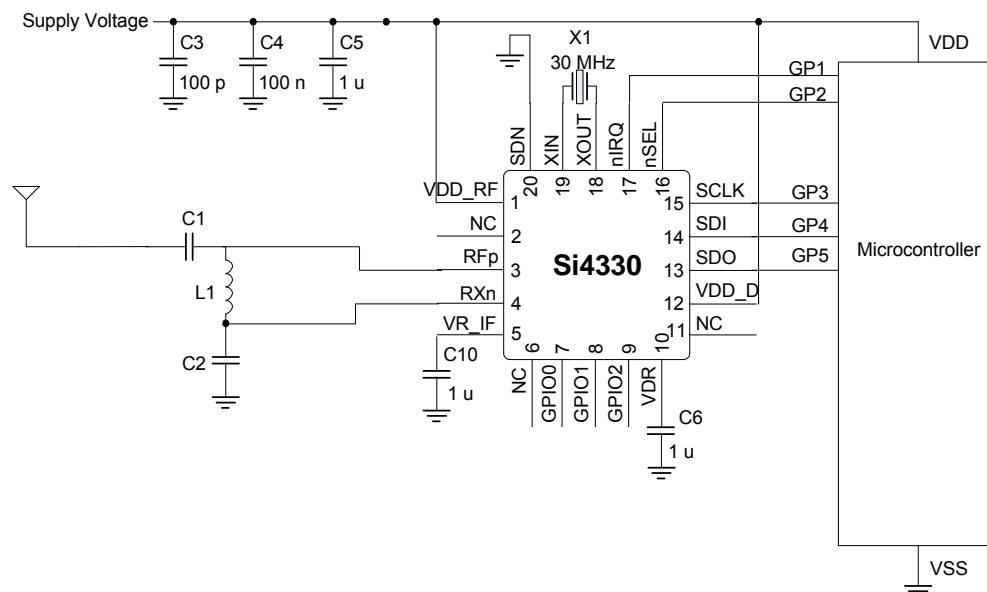 Supply Voltage
C3
100 p
C4
100 n
C5
1 u
X1
30 MHz
VDD
GP1
GP2
SDN
XIN
XOUT
nIRQ
nSEL
20
19
18
17
16
VDD_RF
1
15
SCLK
GP3
NC
2
14
SDI
GP4
C1
RFp
3
Si4330
13
SDO
GP5
Microcontroller
L1
RXn
4
12
VDD_D
VR_IF
5
11
NC
C2
C10
1 u
6
7
8
9
10
NC
GPIO0
GPIO1
GPIO2
VDR
C6
1 u
VSS